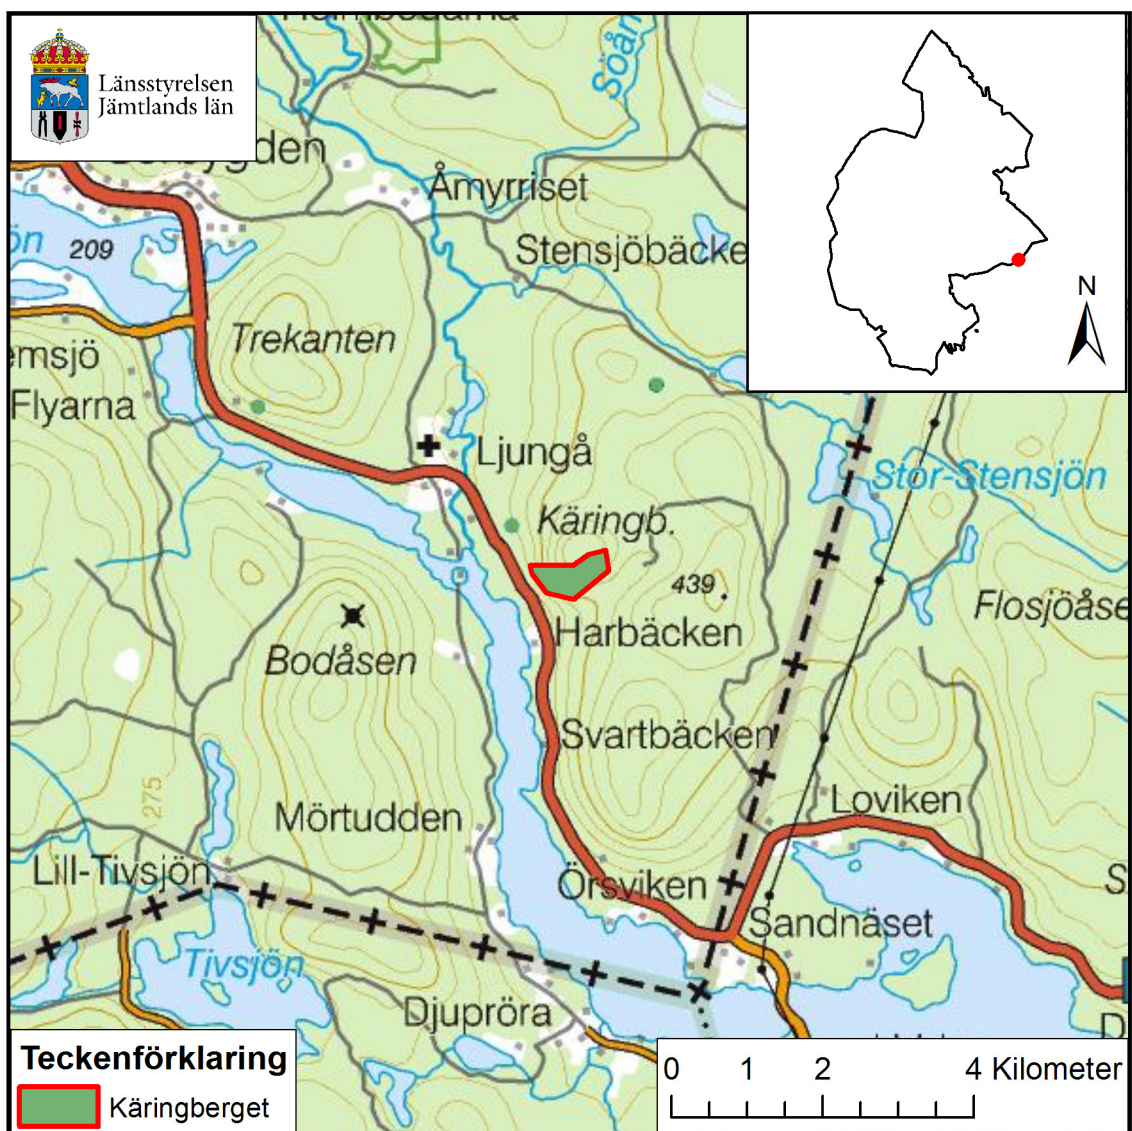 Länsstyrelsen
Jämtlands län
Söån
N
Åmyrriset
209
Stensjöbäcke
Trekanten
emsjö
Flyarna
Ljungå
Stor-Stensjön
Käringb.
439
Flosjöåse
Harbäcken
Bodåsen
Svartbäcken
275
Loviken
Mörtudden
Lill-Tivsjön
Örsviken
Sandnäset
Tivsjön
Djupröra
Teckenförklaring
Käringberget
0 1 2 4 Kilometer